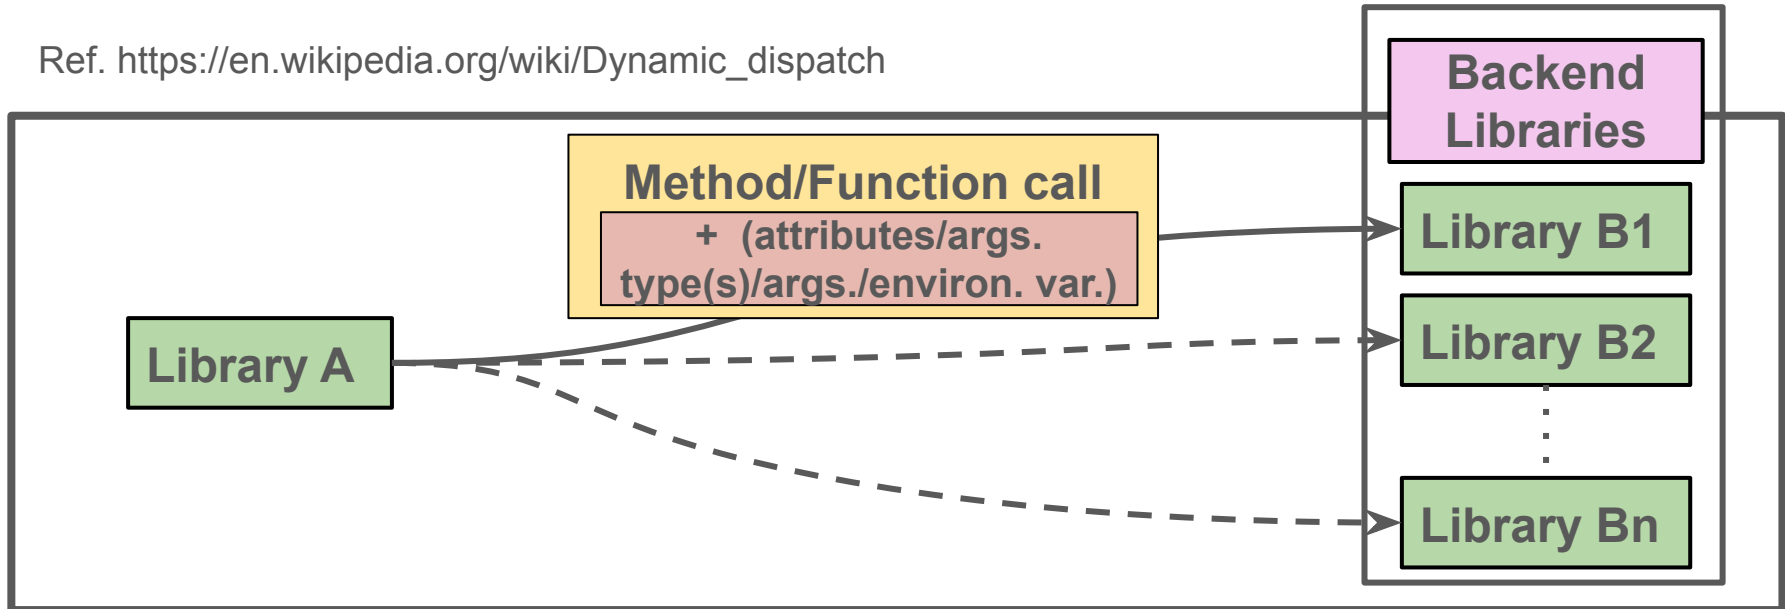 Ref. https://en.wikipedia.org/wiki/Dynamic_dispatch
Backend
Libraries
Method/Function call
+ (attributes/args.
type(s)/args./environ. var.)
Library B1
Library A
Library B2
Library Bn